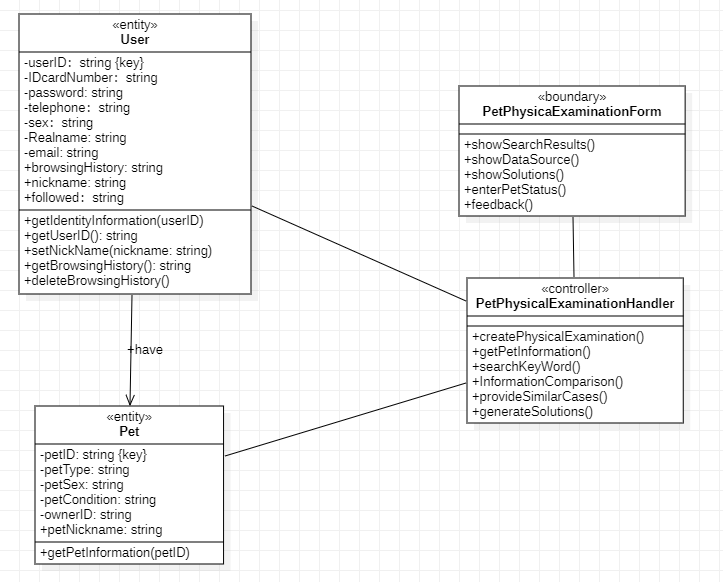 «entity»
User
-userID: string {key}
-IDcardNumber: string
-password: string
-telephone: string
-sex: string
-Realname: string
-email: string
+browsingHistory: string
+nickname: string
+followed: string
+getIdentityInformation(userID)
+getUserID(): string
+setNickName(nickname: string)
+getBrowsingHistory(): string
+deleteBrowsingHistory()
«boundary»
PetPhysicaExaminationForm
+showSearchResults()
+showDataSource()
+showSolutions()
+enterPetStatus()
+feedback()
«controller»
PetPhysicalExaminationHandler
+createPhysicalExamination()
+getPetInformation()
+searchKeyWord()
+InformationComparison()
+provideSimilarCases()
+generateSolutions()
+have
«entity»
Pet
-petID: string {key}
-petType: string
-petSex: string
-petCondition: string
-ownerID: string
+petNickname: string
+getPetInformation(petID)